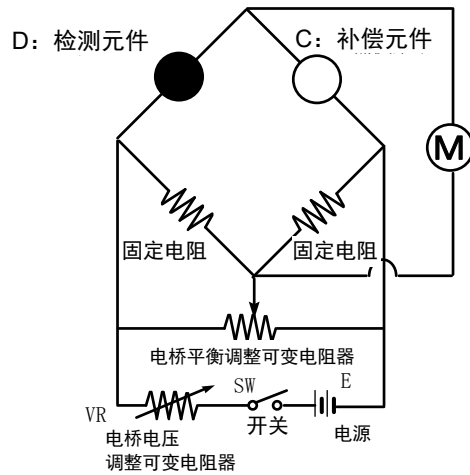 D：检测元件
C：补偿元件
M
固定电阻
固定电阻
电桥平衡调整可变电阻器
SW
E
VR
开关
电源
电桥电压
调整可变电阻器